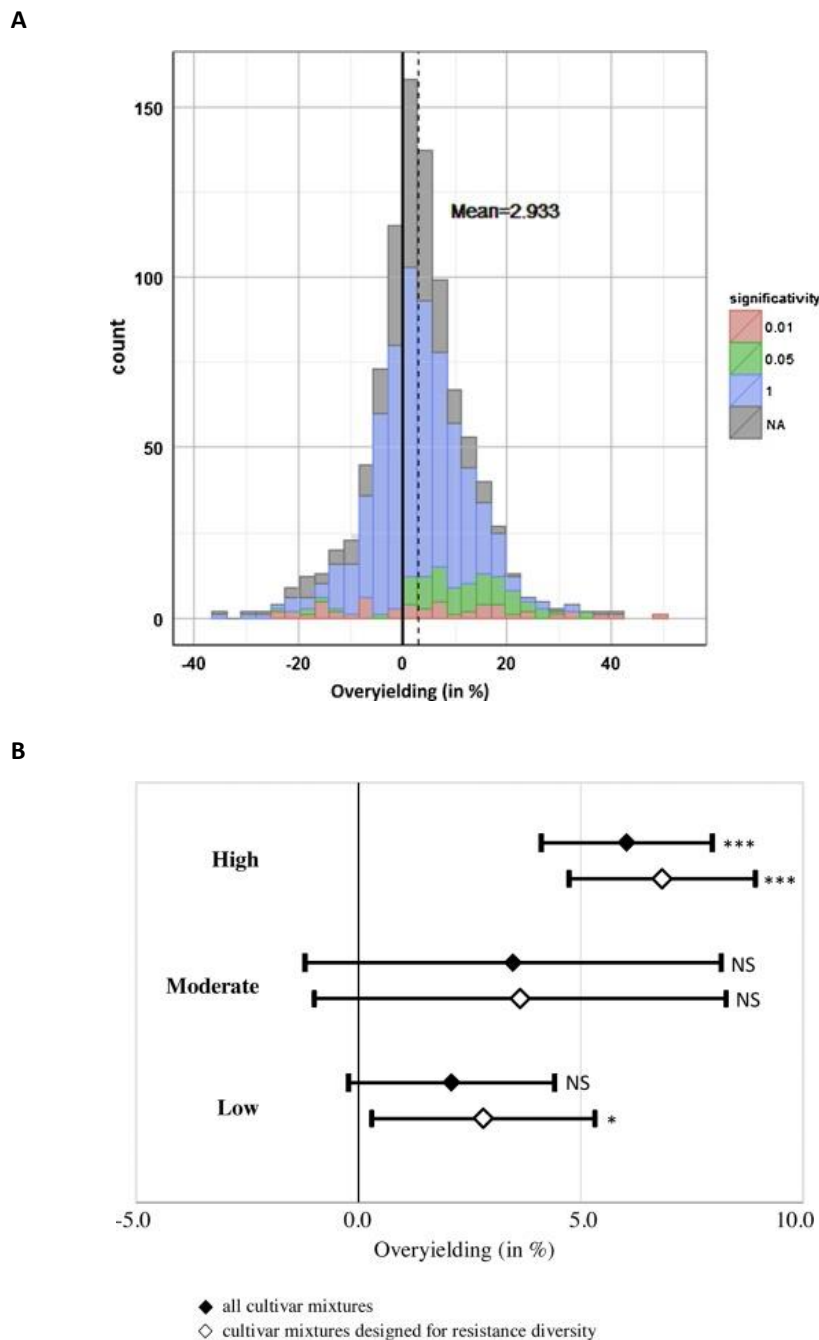 A
150
Mean=2.933
100
count
significativity
0.01
0.05
1
NA
50
0
-40 -20 0 20 40
Overyielding (in %)
B
High
***
***
Moderate
NS
NS
Low
NS
*
-5.0 0.0 5.0 10.0
Overyielding (in %)
◆ all cultivar mixtures
◇ cultivar mixtures designed for resistance diversity